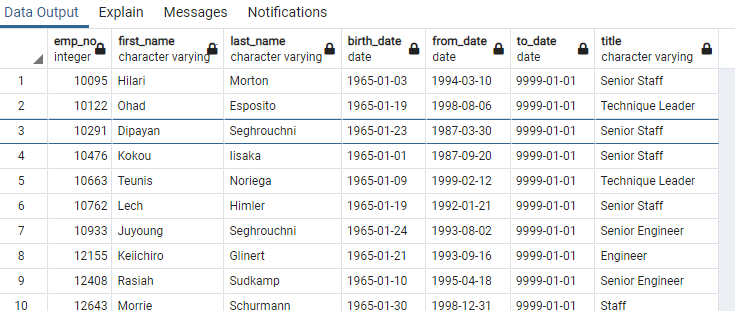 Data Output Explain Messages Notifications
emp_no first_name last_name birth_date from_date to_date title
integer character varying character varying date date date character varying
1 10095 Hilari Morton 1965-01-03 1994-03-10 9999-01-01 Senior Staff
2 10122 Ohad Esposito 1965-01-19 1998-08-06 9999-01-01 Technique Leader
3 10291 Dipayan Seghrouchni 1965-01-23 1987-03-30 9999-01-01 Senior Staff
4 10476 Kokou Iisaka 1965-01-01 1987-09-20 9999-01-01 Senior Staff
5 10663 Teunis Noriega 1965-01-09 1999-02-12 9999-01-01 Technique Leader
6 10762 Lech Himler 1965-01-19 1992-01-21 9999-01-01 Senior Staff
7 10933 Juyoung Seghrouchni 1965-01-24 1993-08-02 9999-01-01 Senior Engineer
8 12155 Keiichiro Glinert 1965-01-21 1993-09-16 9999-01-01 Engineer
9 12408 Rasiah Sudkamp 1965-01-10 1995-04-18 9999-01-01 Senior Engineer
10 12643 Morrie Schurmann 1965-01-30 1998-12-31 9999-01-01 Staff